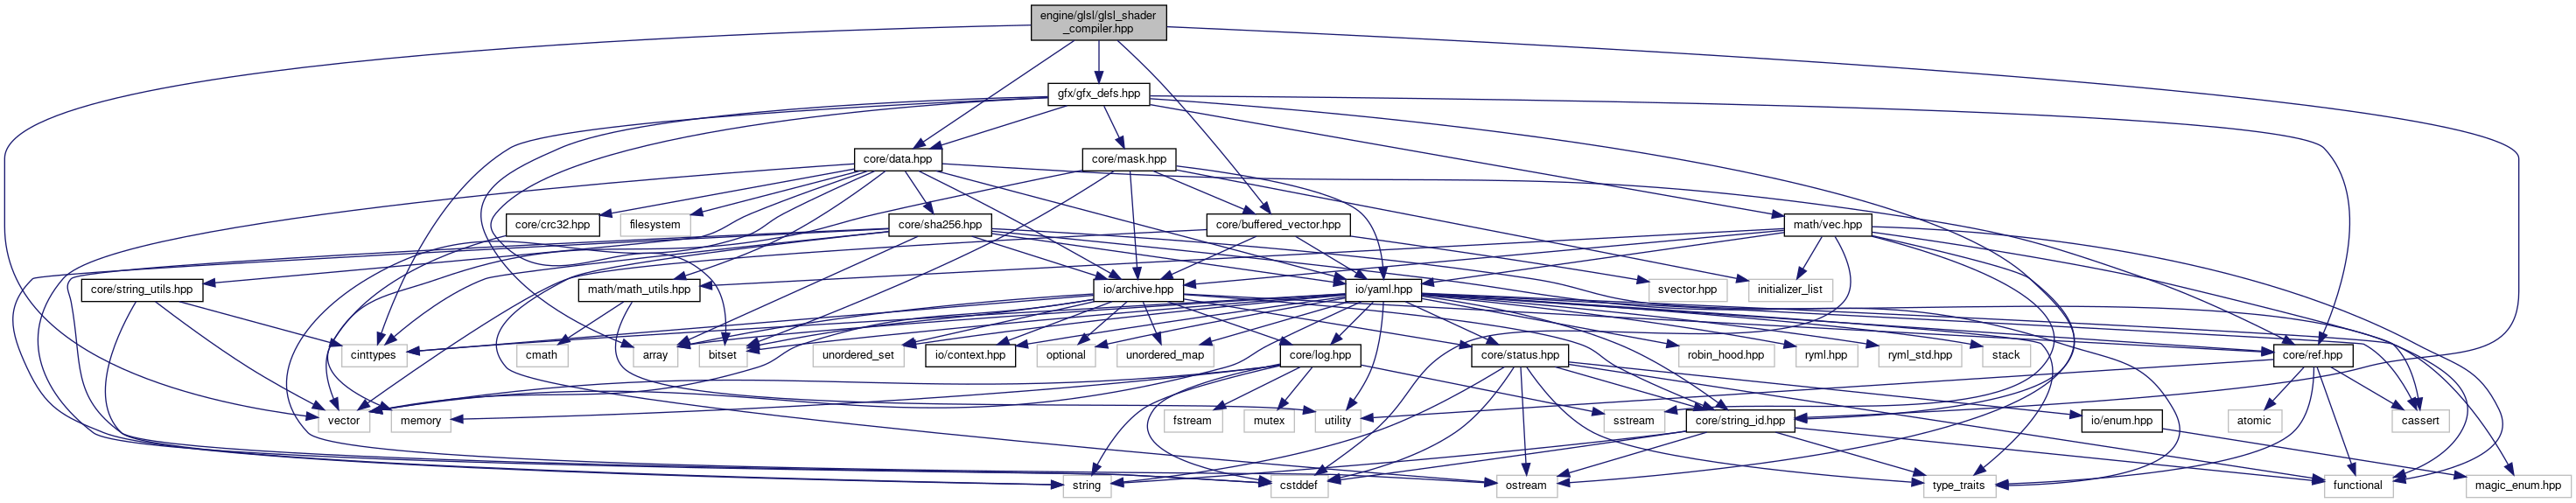 engine/glsl/glsl_shader
_compiler.hpp
gfx/gfx_defs.hpp
core/data.hpp
core/mask.hpp
core/crc32.hpp
filesystem
core/sha256.hpp
core/buffered_vector.hpp
math/vec.hpp
core/string_utils.hpp
math/math_utils.hpp
io/archive.hpp
io/yaml.hpp
svector.hpp
initializer_list
cinttypes
cmath
array
bitset
unordered_set
io/context.hpp
optional
unordered_map
core/log.hpp
core/status.hpp
robin_hood.hpp
ryml.hpp
ryml_std.hpp
stack
core/ref.hpp
vector
memory
fstream
mutex
utility
sstream
core/string_id.hpp
io/enum.hpp
atomic
cassert
string
cstddef
ostream
type_traits
functional
magic_enum.hpp